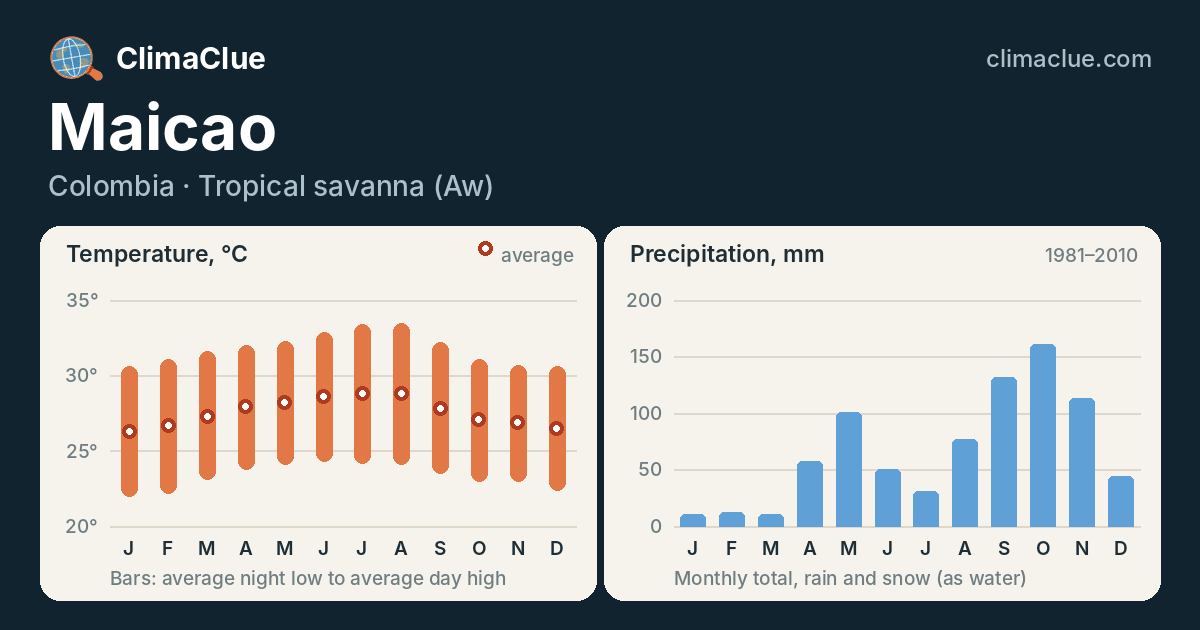 ClimaClue
climaclue.com
Maicao
Colombia · Tropical savanna (Aw)
Temperature, °C
average
35°
30°
25°
20°
J F M A M J J A S O N D
Bars: average night low to average day high
Precipitation, mm
1981–2010
200
150
100
50
0
J F M A M J J A S O N D
Monthly total, rain and snow (as water)